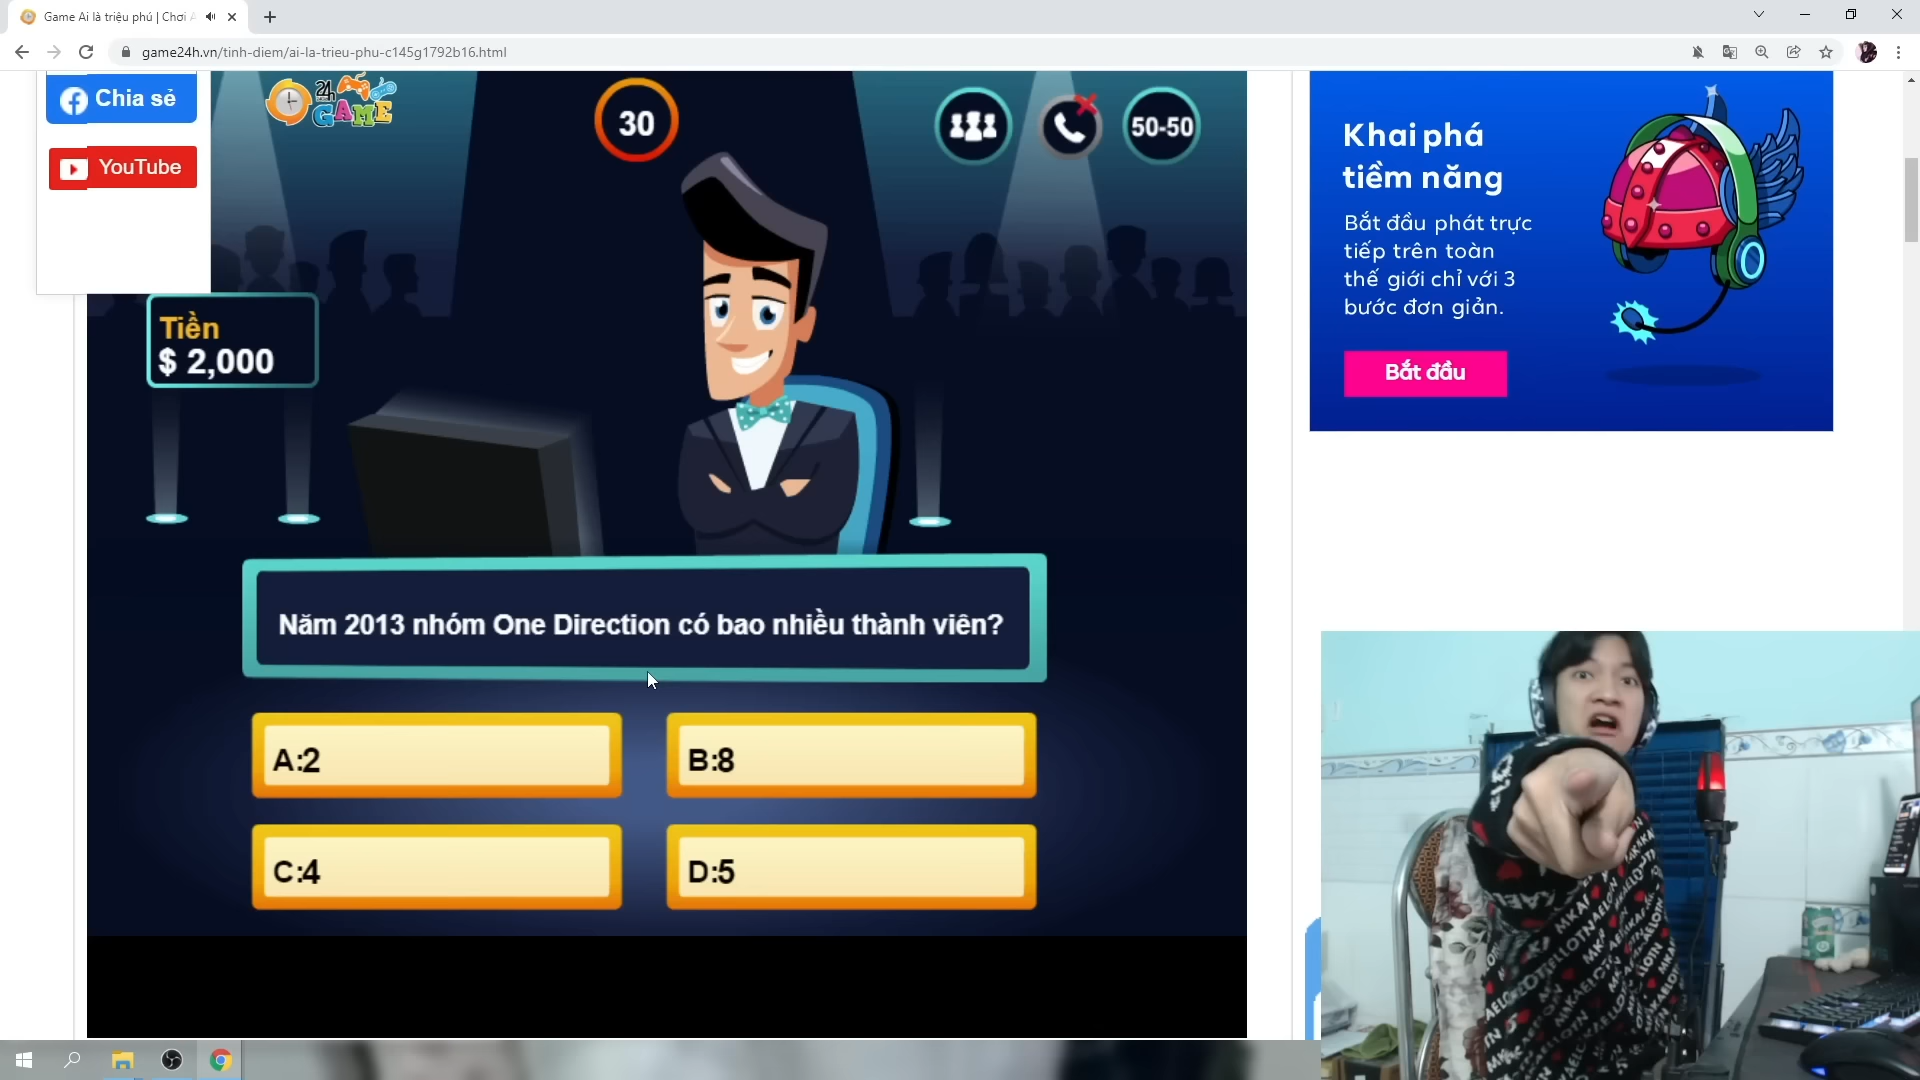 Game Ai là triệu phú | Chơi
game24h.vn/tinh-diem/ai-la-trieu-phu-c145g1792b16.html
Chia sẻ
YouTube
24h
GAME
30
50-50
Tiền
$ 2,000
Năm 2013 nhóm One Direction có bao nhiều thành viên?
A:2
B:8
C:4
D:5
Khai phá
tiềm năng
Bắt đầu phát trực
tiếp trên toàn
thế giới chỉ với 3
bước đơn giản.
Bắt đầu